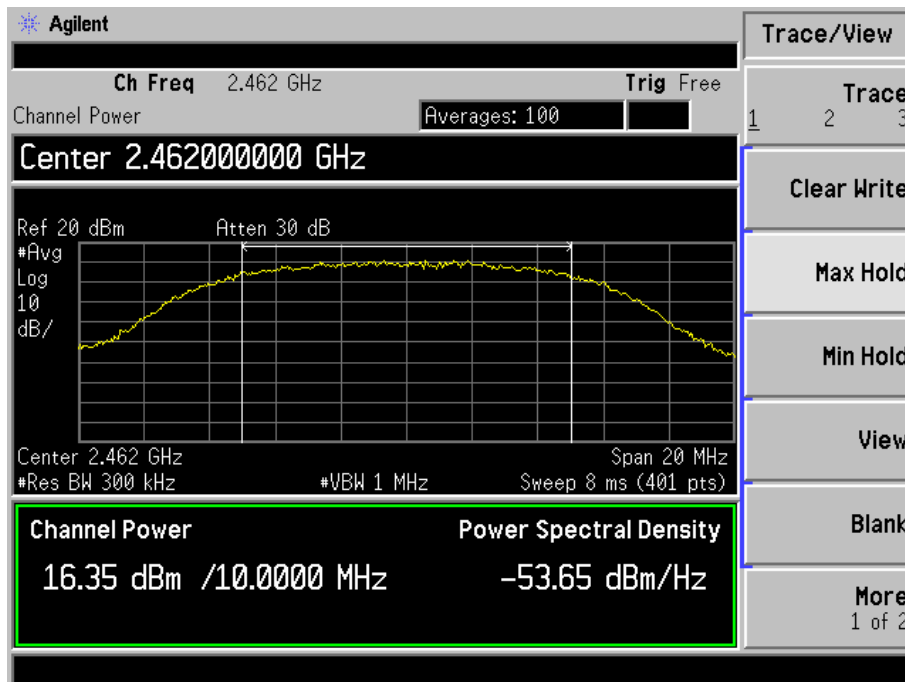 Agilent
Trace/View
Ch Freq 2.462 GHz Trig Free
Channel Power Averages: 100
Trace
1 2 3
Center 2.462000000 GHz
Clear Write
Ref 20 dBm Atten 30 dB
#Avg
Log
10
dB/
Max Hold
Min Hold
View
Center 2.462 GHz Span 20 MHz
#Res BW 300 kHz #VBW 1 MHz Sweep 8 ms (401 pts)
Blank
Channel Power Power Spectral Density
16.35 dBm /10.0000 MHz -53.65 dBm/Hz
More
1 of 2